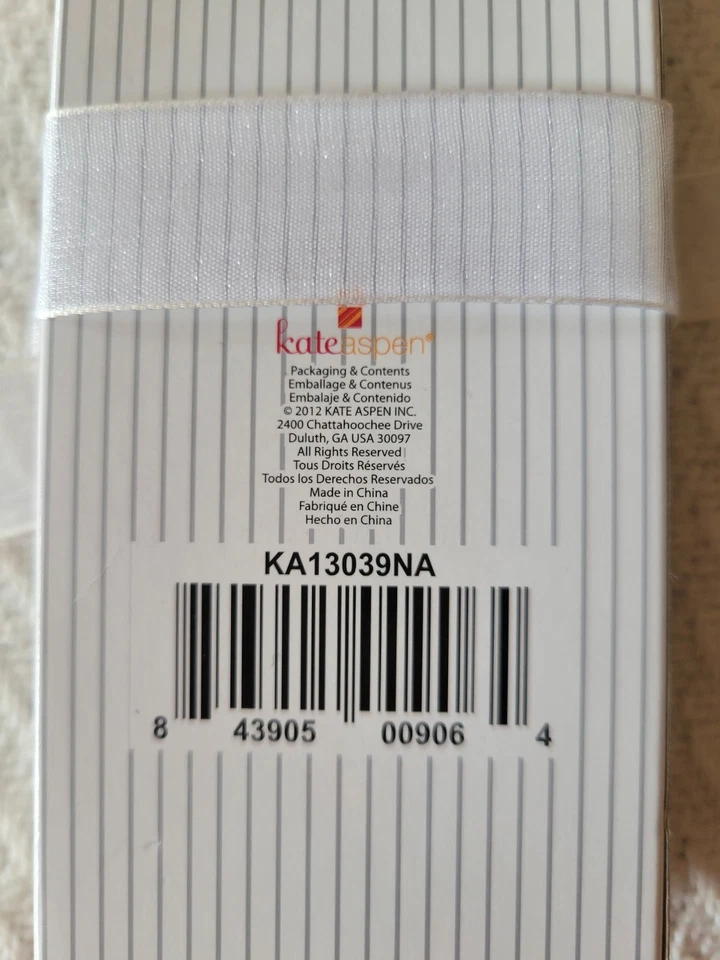 kateaspen®
Packaging & Contents
Emballage & Contenus
Embalaje & Contenido
© 2012 KATE ASPEN INC.
2400 Chattahoochee Drive
Duluth, GA USA 30097
All Rights Reserved
Tous Droits Réservés
Todos los Derechos Reservados
Made in China
Fabriqué en Chine
Hecho en China
KA13039NA
8 43905 00906 4